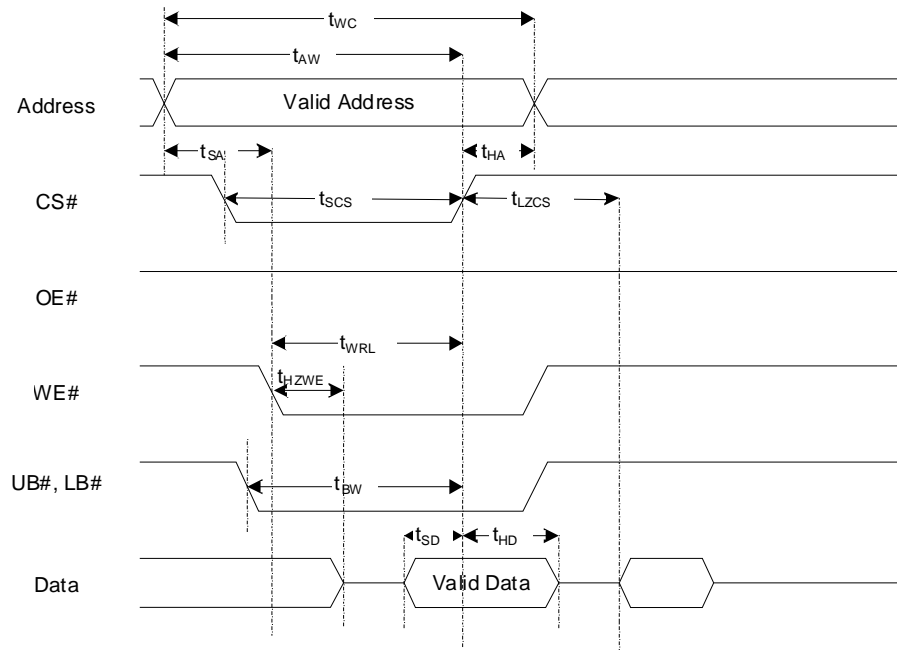 tWC
tAW
Address
Valid Address
tSA
tHA
CS#
tSCS
tLZCS
OE#
tWRL
tHZWE
WE#
UB#, LB#
tBW
tSD
tHD
Data
Valid Data